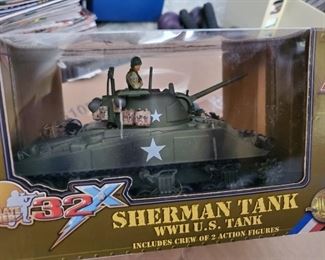 32X
SHERMAN TANK
WWII U.S. TANK
INCLUDES CREW OF 2 ACTION FIGURES